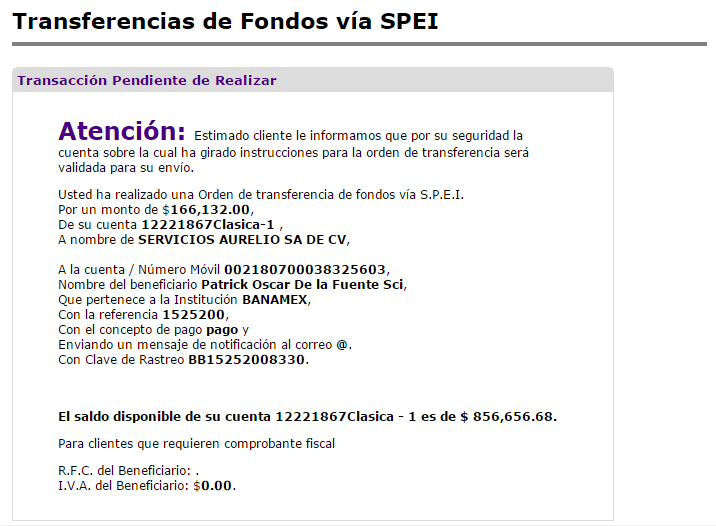 Transferencias de Fondos vía SPEI
Transacción Pendiente de Realizar
Atención: Estimado cliente le informamos que por su seguridad la
cuenta sobre la cual ha girado instrucciones para la orden de transferencia será
validada para su envío.
Usted ha realizado una Orden de transferencia de fondos vía S.P.E.I.
Por un monto de $166,132.00,
De su cuenta 12221867Clasica-1 ,
A nombre de SERVICIOS AURELIO SA DE CV,
A la cuenta / Número Móvil 002180700038325603,
Nombre del beneficiario Patrick Oscar De la Fuente Sci,
Que pertenece a la Institución BANAMEX,
Con la referencia 1525200,
Con el concepto de pago pago y
Enviando un mensaje de notificación al correo @.
Con Clave de Rastreo BB15252008330.
El saldo disponible de su cuenta 12221867Clasica - 1 es de $ 856,656.68.
Para clientes que requieren comprobante fiscal
R.F.C. del Beneficiario: .
I.V.A. del Beneficiario: $0.00.